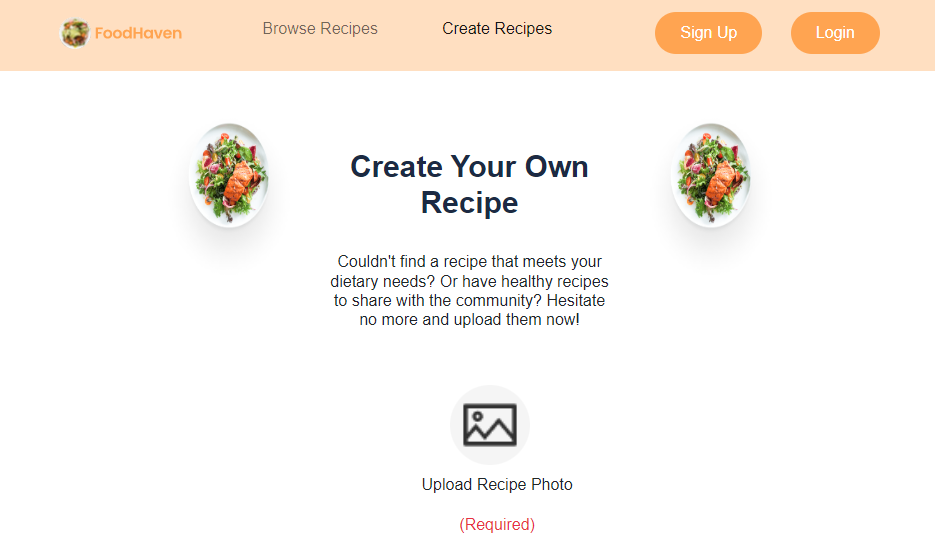 FoodHaven
Browse Recipes
Create Recipes
Sign Up
Login
Create Your Own
Recipe
Couldn't find a recipe that meets your
dietary needs? Or have healthy recipes
to share with the community? Hesitate
no more and upload them now!
Upload Recipe Photo
(Required)